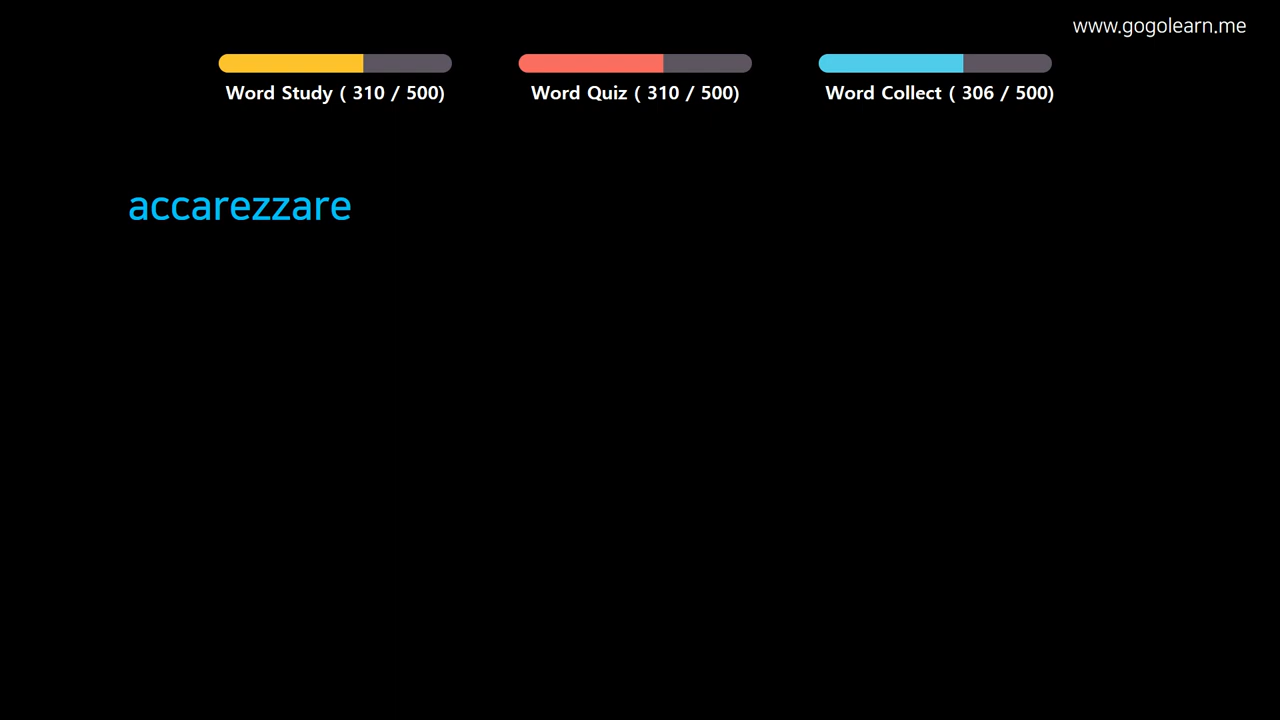 www.gogolearn.me
Word Study ( 310 / 500)
Word Quiz ( 310 / 500)
Word Collect ( 306 / 500)
accarezzare